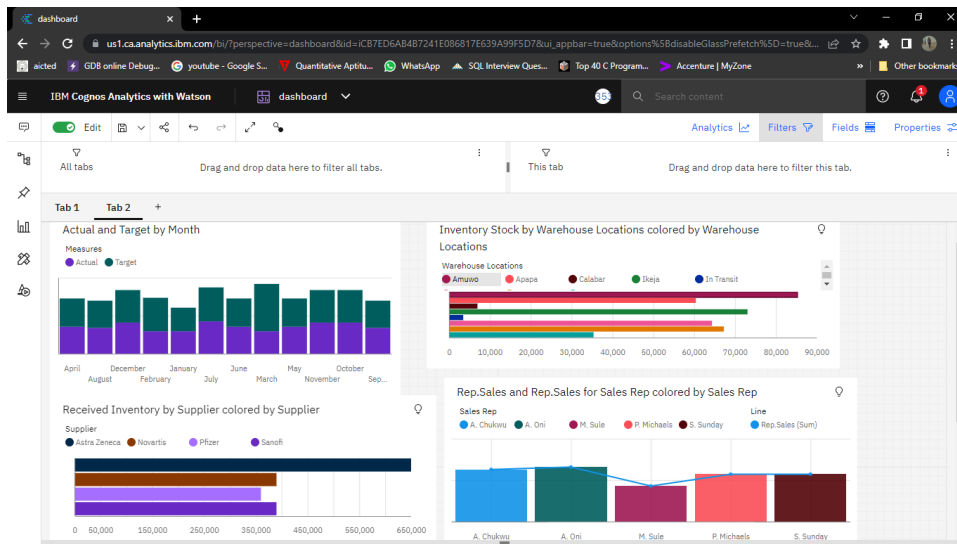 dashboard
us1.ca.analytics.ibm.com/bi/?perspective=dashboard&id=iCB7ED6AB4B7241E086817E639A99F5D7&ui_appbar=true&options%5BdisableGlassPrefetch%5D=true&...
aicted GDB online Debug... youtube - Google S... Quantitative Aptitu... WhatsApp SQL Interview Ques... Top 40 C Program... Accenture | MyZone » Other bookmarks
IBM Cognos Analytics with Watson dashboard 353 Search content 1
Edit Analytics Filters Fields Properties
All tabs Drag and drop data here to filter all tabs. This tab Drag and drop data here to filter this tab.
Tab 1 Tab 2 +
Actual and Target by Month
Measures
Actual Target
April December January June May October
August February July March November Sep...
Inventory Stock by Warehouse Locations colored by Warehouse
Locations
Warehouse Locations
Amuwo Apapa Calabar Ikeja In Transit
0 10,000 20,000 30,000 40,000 50,000 60,000 70,000 80,000 90,000
Received Inventory by Supplier colored by Supplier
Supplier
Astra Zeneca Novartis Pfizer Sanofi
0 50,000 150,000 250,000 350,000 450,000 550,000 650,000
Rep.Sales and Rep.Sales for Sales Rep colored by Sales Rep
Sales Rep Line
A. Chukwu A. Oni M. Sule P. Michaels S. Sunday Rep.Sales (Sum)
A. Chukwu A. Oni M. Sule P. Michaels S. Sunday